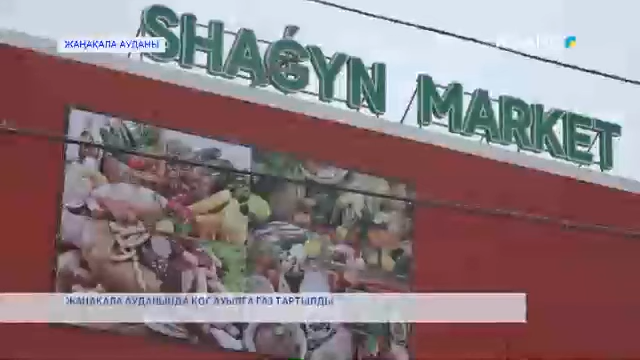 ЖАҢАҚАЛА АУДАНЫ
SHAǴYN MARKET
ЖАҢАҚАЛА АУДАНЫНДА ҚОС АУЫЛҒА ГАЗ ТАРТЫЛДЫ